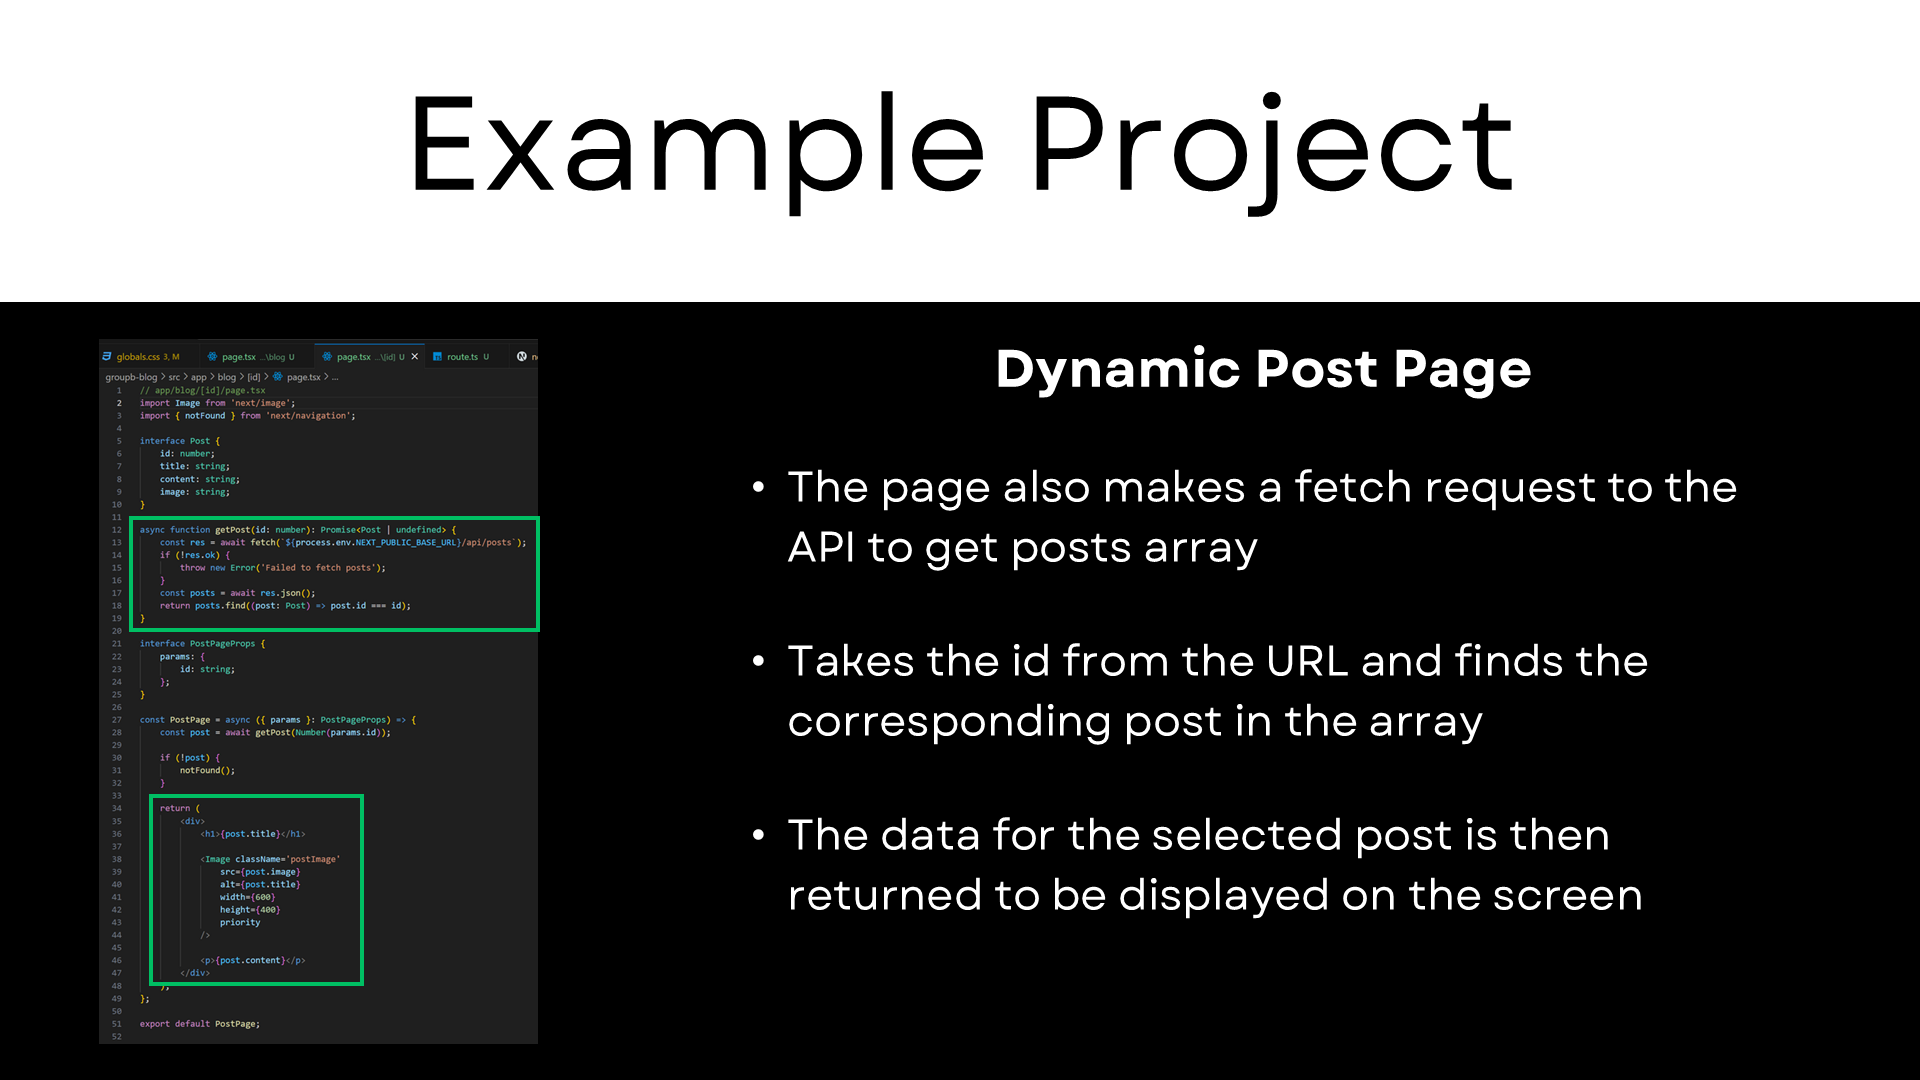 Example Project
globals.css 3, M page.tsx ...\blog U page.tsx ...\[id] U × route.ts U
groupb-blog > src > app > blog > [id] > page.tsx > ...
1 // app/blog/[id]/page.tsx
2 import Image from 'next/image';
3 import { notFound } from 'next/navigation';
4
5 interface Post {
6 id: number;
7 title: string;
8 content: string;
9 image: string;
10 }
11
12 async function getPost(id: number): Promise<Post | undefined> {
13 const res = await fetch(`${process.env.NEXT_PUBLIC_BASE_URL}/api/posts`);
14 if (!res.ok) {
15 throw new Error('Failed to fetch posts');
16 }
17 const posts = await res.json();
18 return posts.find((post: Post) => post.id === id);
19 }
20
21 interface PostPageProps {
22 params: {
23 id: string;
24 };
25 }
26
27 const PostPage = async ({ params }: PostPageProps) => {
28 const post = await getPost(Number(params.id));
29
30 if (!post) {
31 notFound();
32 }
33
34 return (
35 <div>
36 <h1>{post.title}</h1>
37
38 <Image className='postImage'
39 src={post.image}
40 alt={post.title}
41 width={600}
42 height={400}
43 priority
44 />
45
46 <p>{post.content}</p>
47 </div>
48 );
49 };
50
51 export default PostPage;
52
Dynamic Post Page
• The page also makes a fetch request to the
API to get posts array
• Takes the id from the URL and finds the
corresponding post in the array
• The data for the selected post is then
returned to be displayed on the screen